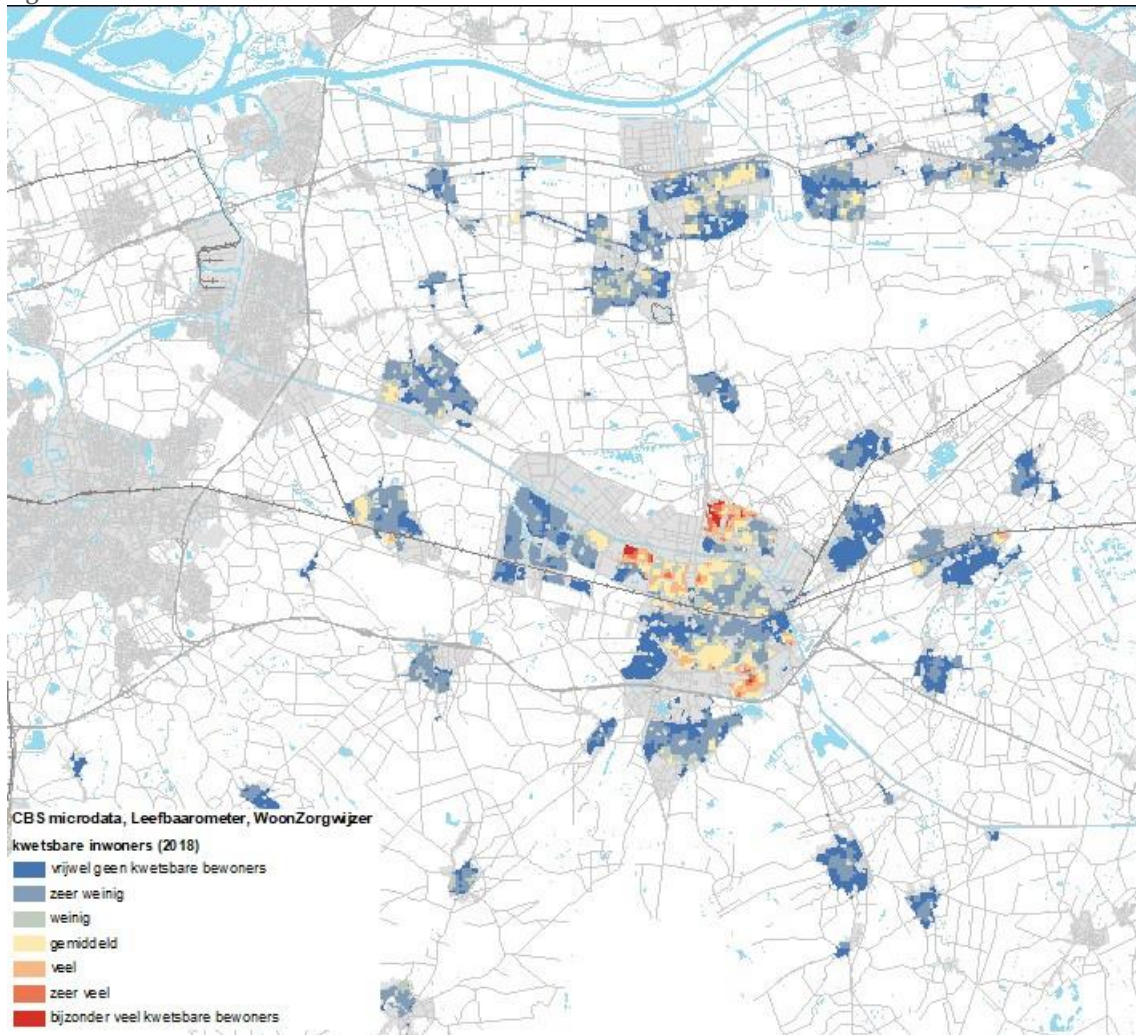 CBS microdata, Leefbaarometer, WoonZorgwijzer
kwetsbare inwoners (2018)
vrijwel geen kwetsbare bewoners
zeer weinig
weinig
gemiddeld
veel
zeer veel
bijzonder veel kwetsbare bewoners